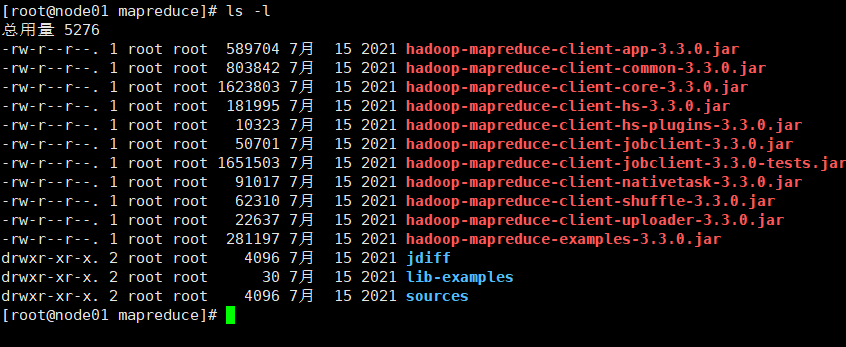 [root@node01 mapreduce]# ls -l
总用量 5276
-rw-r--r--. 1 root root  589704 7月  15 2021 hadoop-mapreduce-client-app-3.3.0.jar
-rw-r--r--. 1 root root  803842 7月  15 2021 hadoop-mapreduce-client-common-3.3.0.jar
-rw-r--r--. 1 root root 1623803 7月  15 2021 hadoop-mapreduce-client-core-3.3.0.jar
-rw-r--r--. 1 root root  181995 7月  15 2021 hadoop-mapreduce-client-hs-3.3.0.jar
-rw-r--r--. 1 root root   10323 7月  15 2021 hadoop-mapreduce-client-hs-plugins-3.3.0.jar
-rw-r--r--. 1 root root   50701 7月  15 2021 hadoop-mapreduce-client-jobclient-3.3.0.jar
-rw-r--r--. 1 root root 1651503 7月  15 2021 hadoop-mapreduce-client-jobclient-3.3.0-tests.jar
-rw-r--r--. 1 root root   91017 7月  15 2021 hadoop-mapreduce-client-nativetask-3.3.0.jar
-rw-r--r--. 1 root root   62310 7月  15 2021 hadoop-mapreduce-client-shuffle-3.3.0.jar
-rw-r--r--. 1 root root   22637 7月  15 2021 hadoop-mapreduce-client-uploader-3.3.0.jar
-rw-r--r--. 1 root root  281197 7月  15 2021 hadoop-mapreduce-examples-3.3.0.jar
drwxr-xr-x. 2 root root    4096 7月  15 2021 jdiff
drwxr-xr-x. 2 root root      30 7月  15 2021 lib-examples
drwxr-xr-x. 2 root root    4096 7月  15 2021 sources
[root@node01 mapreduce]#